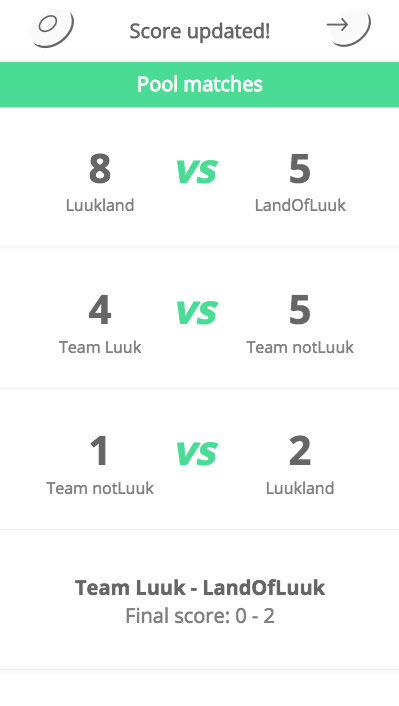 Score updated!
Pool matches
8 vs 5
Luukland LandOfLuuk
4 vs 5
Team Luuk Team notLuuk
1 vs 2
Team notLuuk Luukland
Team Luuk - LandOfLuuk
Final score: 0 - 2